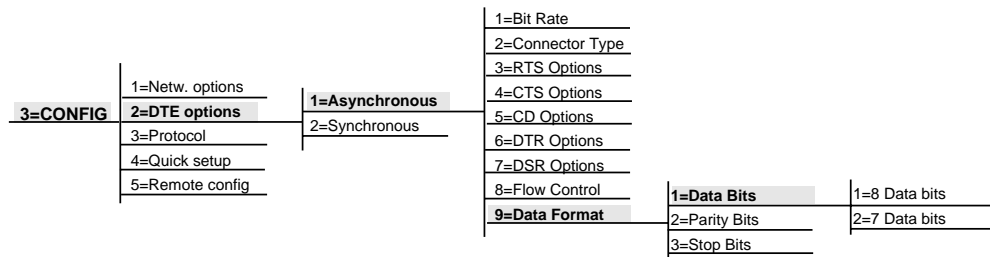 3=CONFIG
1=Netw. options
2=DTE options
3=Protocol
4=Quick setup
5=Remote config
1=Asynchronous
2=Synchronous
1=Bit Rate
2=Connector Type
3=RTS Options
4=CTS Options
5=CD Options
6=DTR Options
7=DSR Options
8=Flow Control
9=Data Format
1=Data Bits
2=Parity Bits
3=Stop Bits
1=8 Data bits
2=7 Data bits